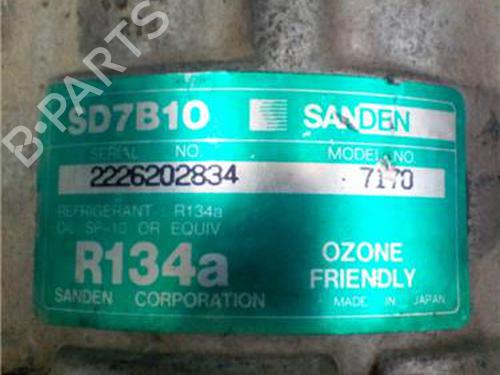 B-PARTS
SD7B10 SANDEN
SERIAL NO. MODEL NO.
2226202834 7170
REFRIGERANT : R134a
OIL SP-10 OR EQUIV.
R134a OZONE
FRIENDLY
SANDEN CORPORATION MADE IN JAPAN